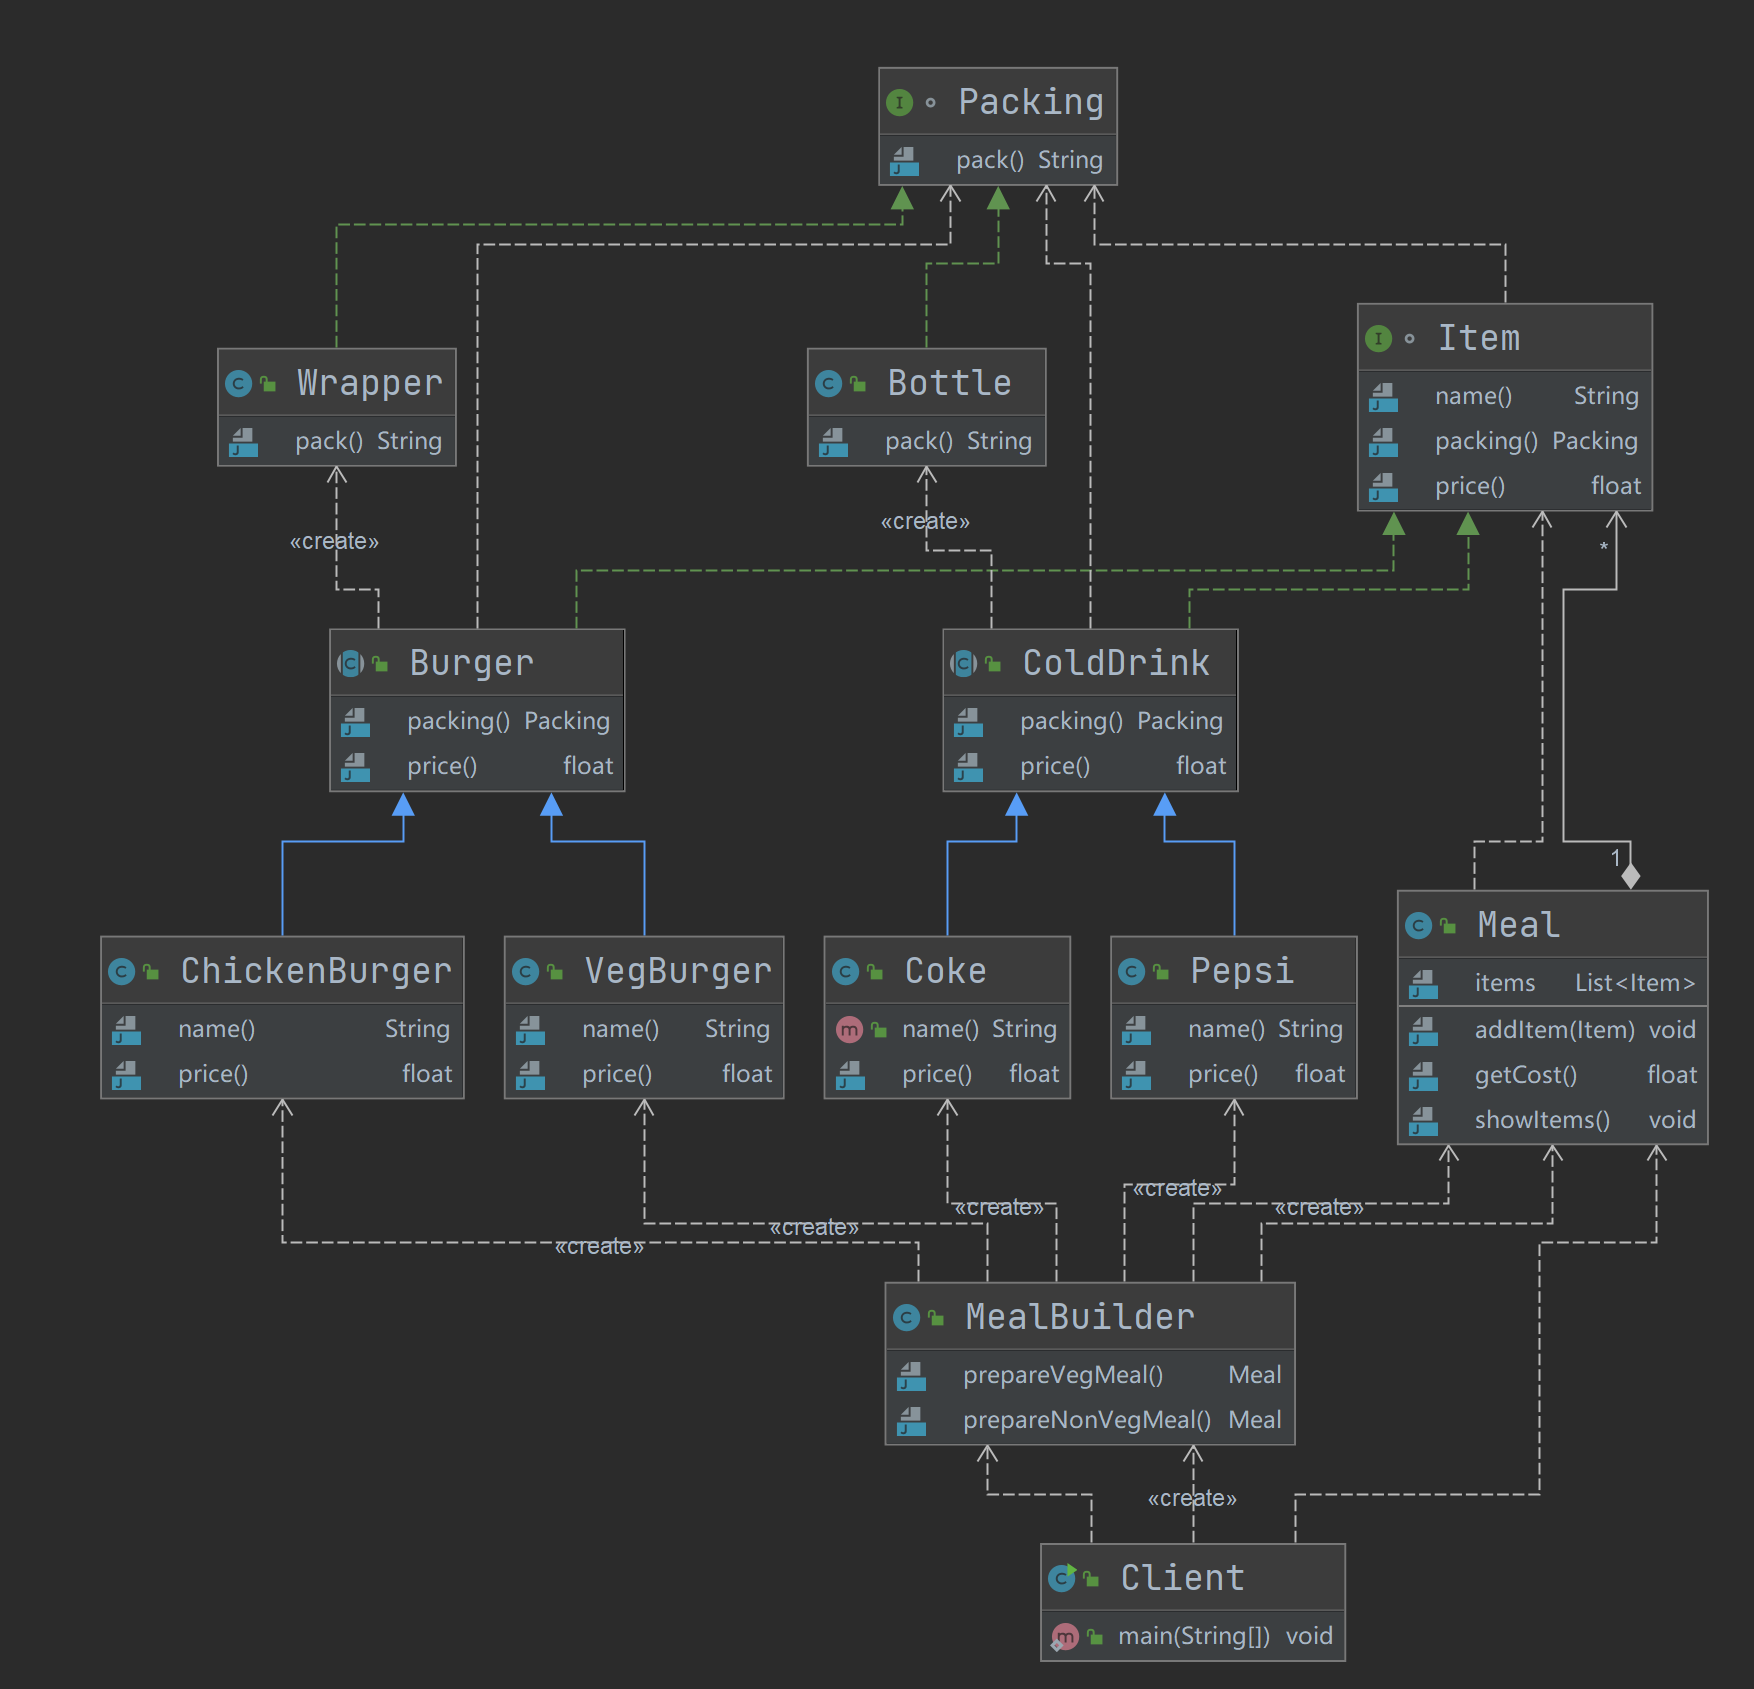 Packing
pack() String
Wrapper
pack() String
Bottle
pack() String
Item
name() String
packing() Packing
price() float
«create»
«create»
*
Burger
packing() Packing
price() float
ColdDrink
packing() Packing
price() float
1
ChickenBurger
name() String
price() float
VegBurger
name() String
price() float
Coke
name() String
price() float
Pepsi
name() String
price() float
Meal
items List<Item>
addItem(Item) void
getCost() float
showItems() void
«create»
«create»
«create»
«create»
«create»
MealBuilder
prepareVegMeal() Meal
prepareNonVegMeal() Meal
«create»
Client
main(String[]) void